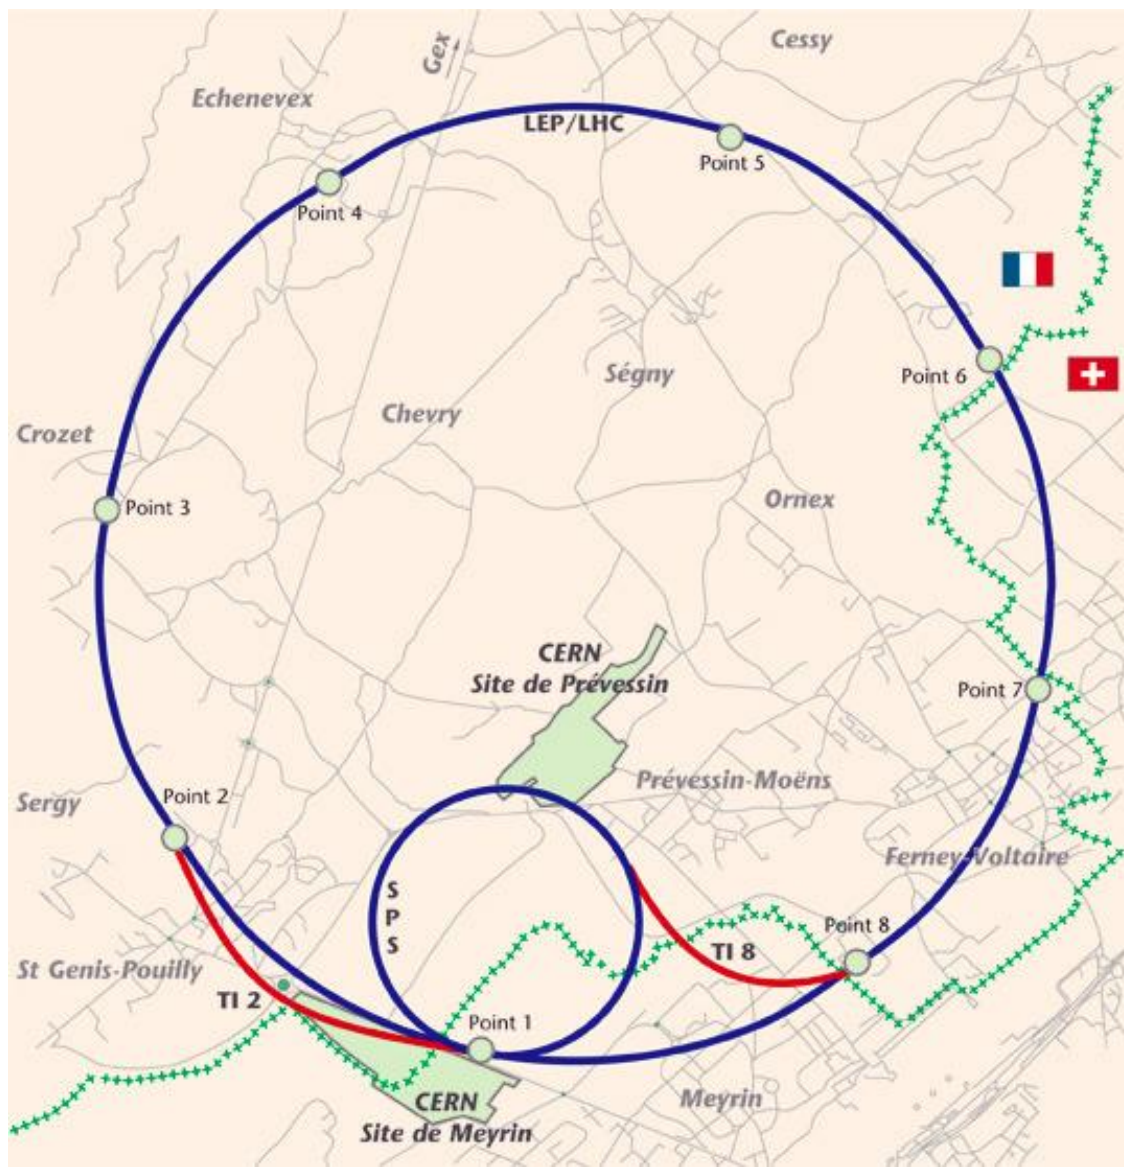 Cessy
Gex
Echenevex
LEP/LHC
Point 5
Point 4
Point 6
Ségny
Chevry
Crozet
Ornex
Point 3
CERN
Site de Prévessin
Point 7
Prévessin-Moëns
Point 2
Sergy
Ferney-Voltaire
S
P
S
Point 8
TI 8
St Genis-Pouilly
TI 2
Point 1
Meyrin
CERN
Site de Meyrin